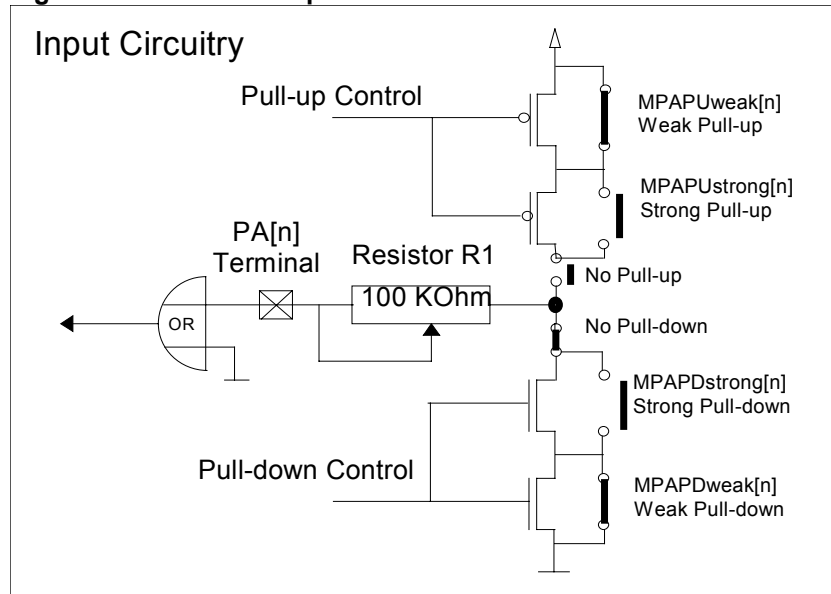 Input Circuitry
Pull-up Control
MPAPUweak[n]
Weak Pull-up
MPAPUstrong[n]
Strong Pull-up
PA[n]
Terminal
Resistor R1
100 KOhm
No Pull-up
OR
No Pull-down
MPAPDstrong[n]
Strong Pull-down
Pull-down Control
MPAPDweak[n]
Weak Pull-down